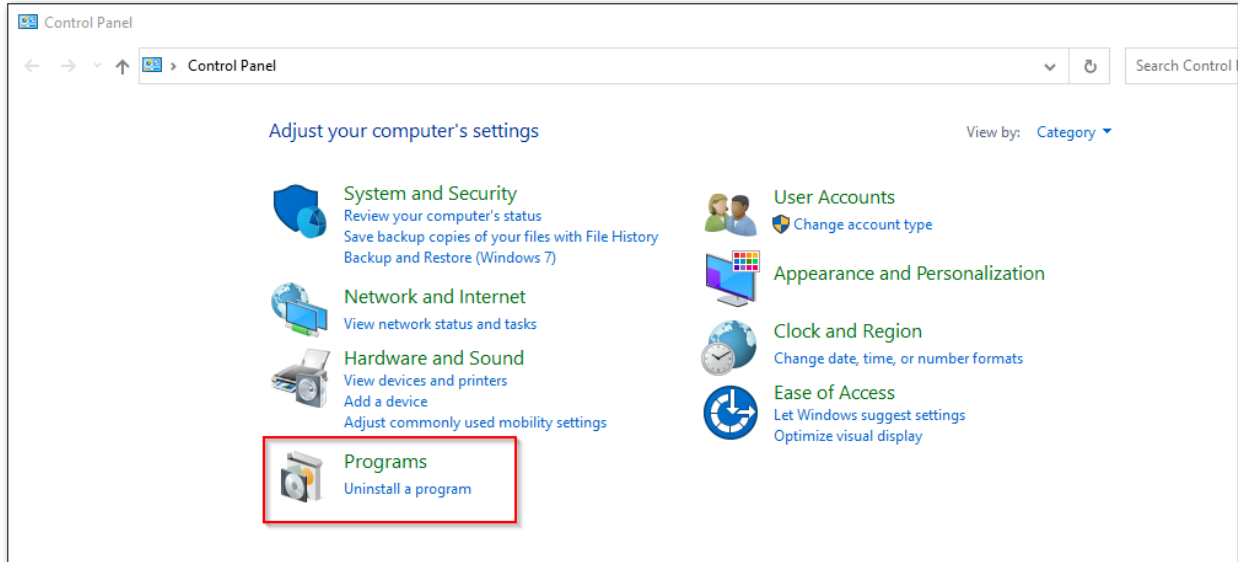 Control Panel
Control Panel
Search Control
Adjust your computer's settings
View by: Category
System and Security
Review your computer's status
Save backup copies of your files with File History
Backup and Restore (Windows 7)
Network and Internet
View network status and tasks
Hardware and Sound
View devices and printers
Add a device
Adjust commonly used mobility settings
Programs
Uninstall a program
User Accounts
Change account type
Appearance and Personalization
Clock and Region
Change date, time, or number formats
Ease of Access
Let Windows suggest settings
Optimize visual display